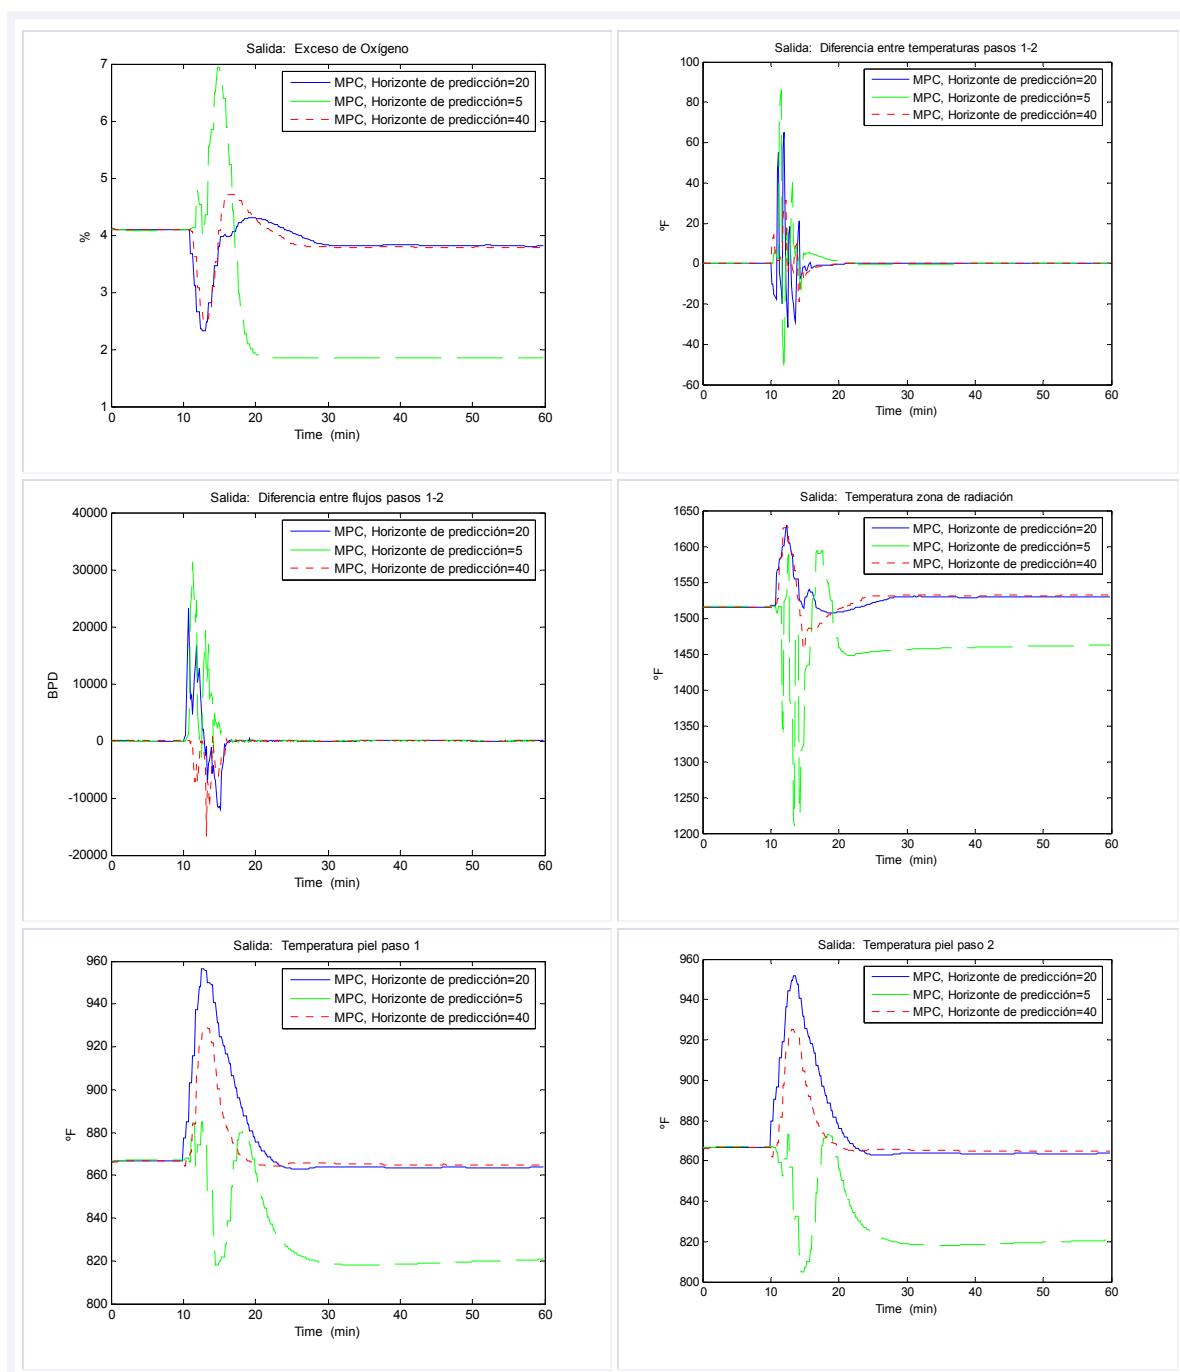 Salida: Exceso de Oxígeno
7
6
5
4
3
2
1
%
MPC, Horizonte de predicción=20
MPC, Horizonte de predicción=5
MPC, Horizonte de predicción=40
0 10 20 30 40 50 60
Time (min)
Salida: Diferencia entre temperaturas pasos 1-2
100
80
60
40
20
0
-20
-40
-60
ºF
MPC, Horizonte de predicción=20
MPC, Horizonte de predicción=5
MPC, Horizonte de predicción=40
0 10 20 30 40 50 60
Time (min)
Salida: Diferencia entre flujos pasos 1-2
40000
30000
20000
10000
0
-10000
-20000
BPD
MPC, Horizonte de predicción=20
MPC, Horizonte de predicción=5
MPC, Horizonte de predicción=40
0 10 20 30 40 50 60
Time (min)
Salida: Temperatura zona de radiación
1650
1600
1550
1500
1450
1400
1350
1300
1250
1200
ºF
MPC, Horizonte de predicción=20
MPC, Horizonte de predicción=5
MPC, Horizonte de predicción=40
0 10 20 30 40 50 60
Time (min)
Salida: Temperatura piel paso 1
960
940
920
900
880
860
840
820
800
ºF
MPC, Horizonte de predicción=20
MPC, Horizonte de predicción=5
MPC, Horizonte de predicción=40
0 10 20 30 40 50 60
Time (min)
Salida: Temperatura piel paso 2
960
940
920
900
880
860
840
820
800
ºF
MPC, Horizonte de predicción=20
MPC, Horizonte de predicción=5
MPC, Horizonte de predicción=40
0 10 20 30 40 50 60
Time (min)